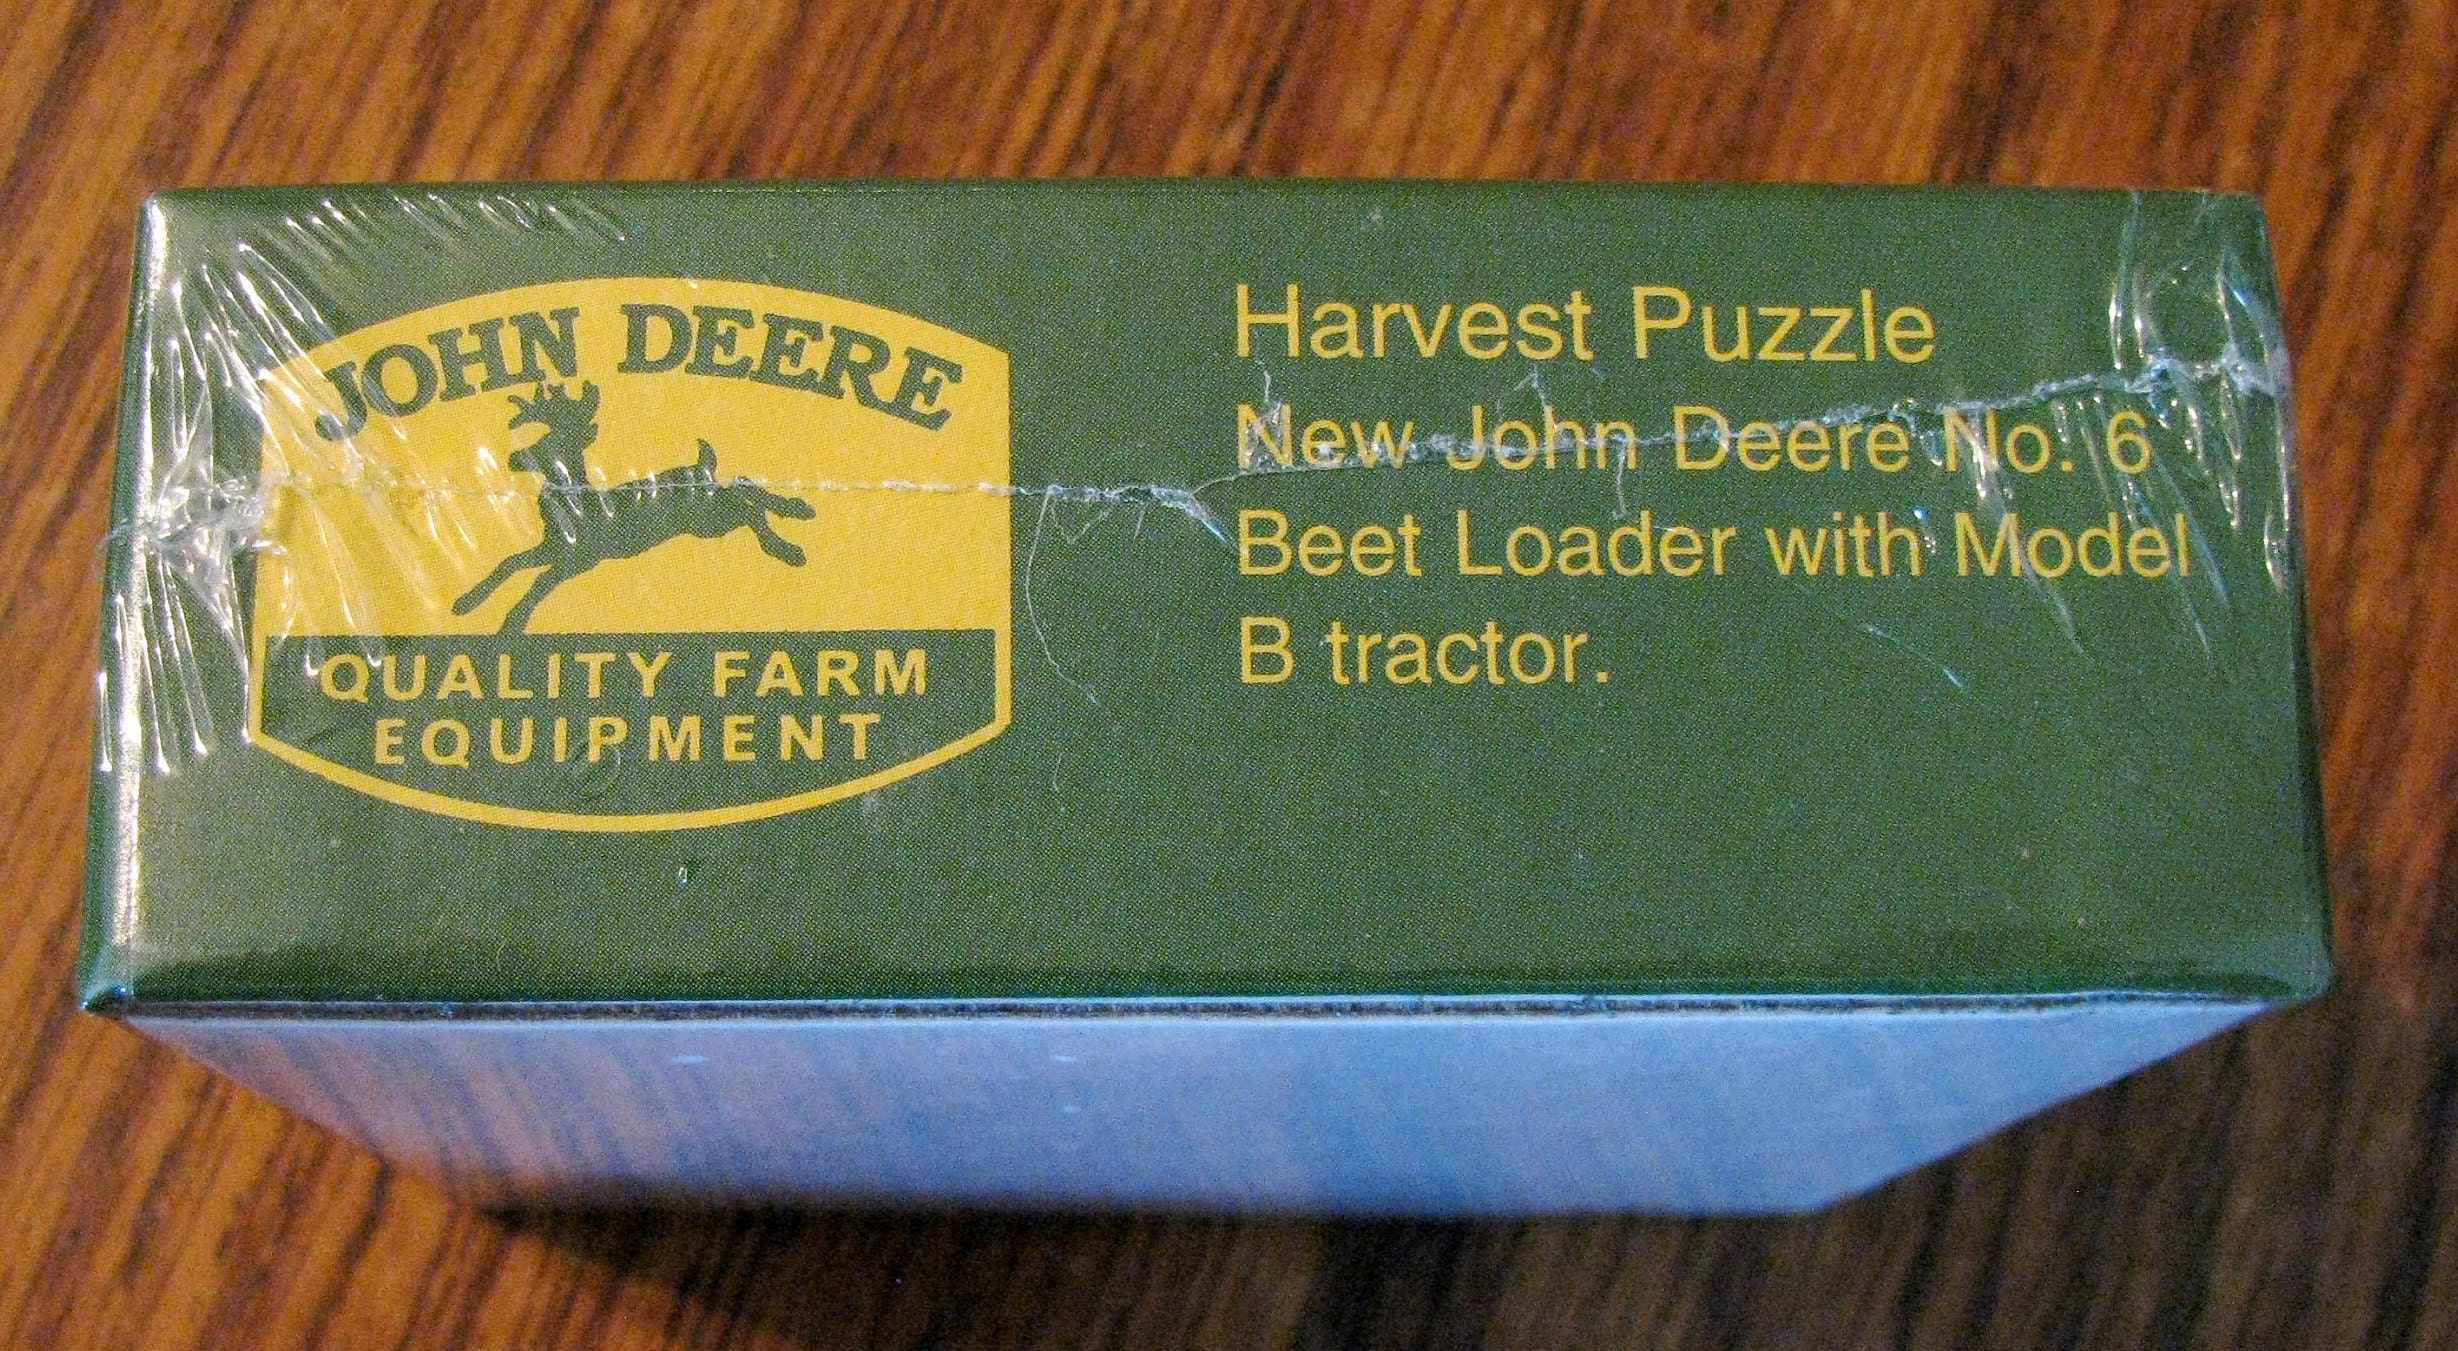 JOHN DEERE
QUALITY FARM
EQUIPMENT
Harvest Puzzle
New John Deere No. 6
Beet Loader with Model
B tractor.